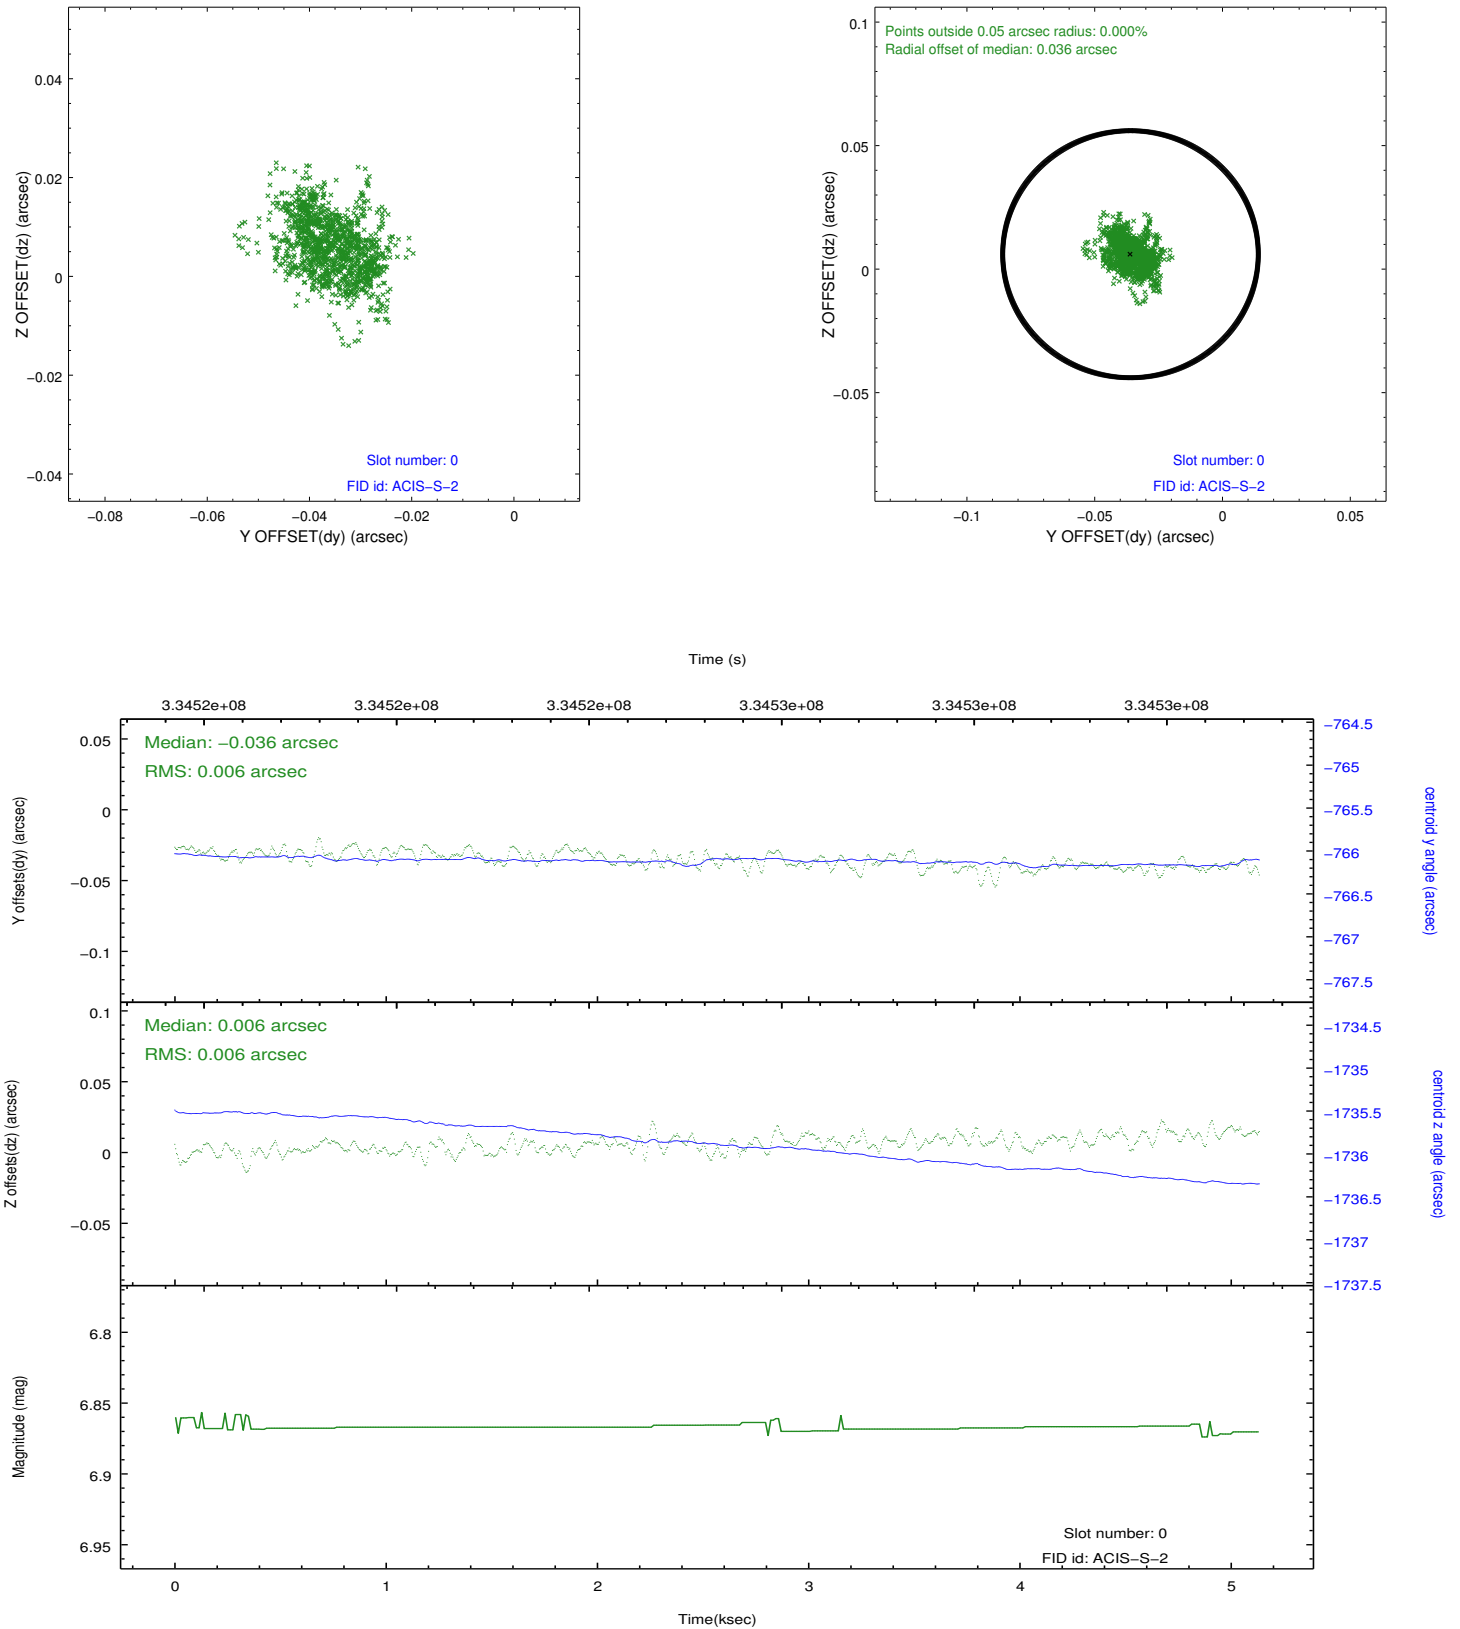 0.04
0.02
0
−0.02
−0.04
Z OFFSET(dz) (arcsec)
Slot number: 0
FID id: ACIS−S−2
−0.08 −0.06 −0.04 −0.02 0
Y OFFSET(dy) (arcsec)
Points outside 0.05 arcsec radius: 0.000%
Radial offset of median: 0.036 arcsec
0.1
0.05
0
−0.05
Z OFFSET(dz) (arcsec)
Slot number: 0
FID id: ACIS−S−2
−0.1 −0.05 0 0.05
Y OFFSET(dy) (arcsec)
Time (s)
3.3452e+08 3.3452e+08 3.3452e+08 3.3453e+08 3.3453e+08 3.3453e+08
Median: −0.036 arcsec
RMS: 0.006 arcsec
0.05
0
−0.05
−0.1
Y offsets(dy) (arcsec)
−764.5
−765
−765.5
−766
−766.5
−767
−767.5
centroid y angle (arcsec)
Median: 0.006 arcsec
RMS: 0.006 arcsec
0.1
0.05
0
−0.05
Z offsets(dz) (arcsec)
−1734.5
−1735
−1735.5
−1736
−1736.5
−1737
−1737.5
centroid z angle (arcsec)
6.8
6.85
6.9
6.95
Magnitude (mag)
Slot number: 0
FID id: ACIS−S−2
0 1 2 3 4 5
Time(ksec)